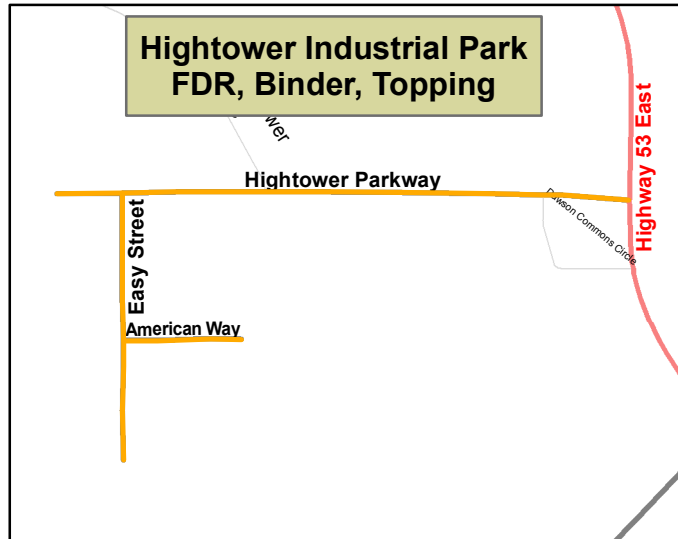 Hightower Industrial Park
FDR, Binder, Topping
Hightower Parkway
Highway 53 East
Dawson Commons Circle
Easy Street
American Way